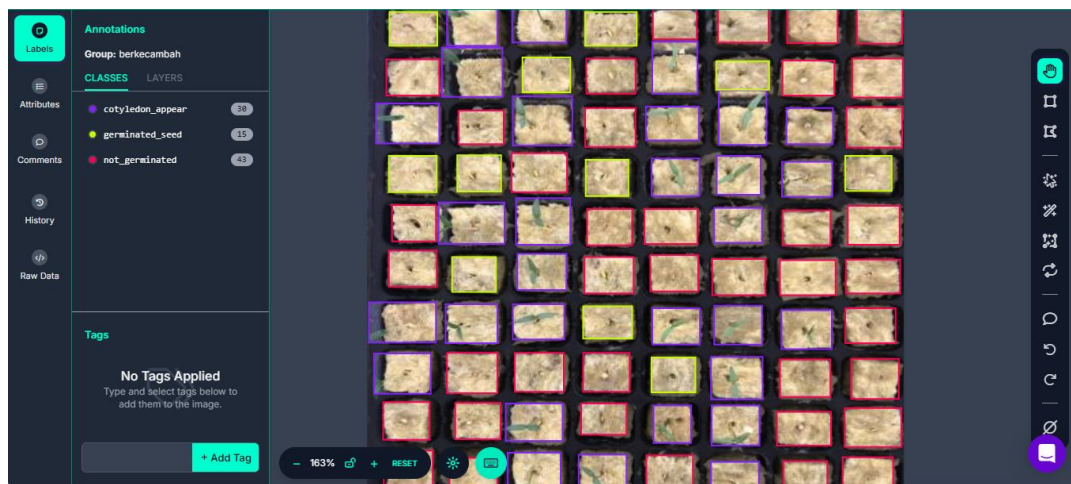 Labels
Attributes
Comments
History
Raw Data
Annotations
Group: berkecambah
CLASSES LAYERS
cotyledon_appear 30
germinated_seed 15
not_germinated 43
Tags
No Tags Applied
Type and select tags below to
add them to the image.
+ Add Tag
− 163% + RESET